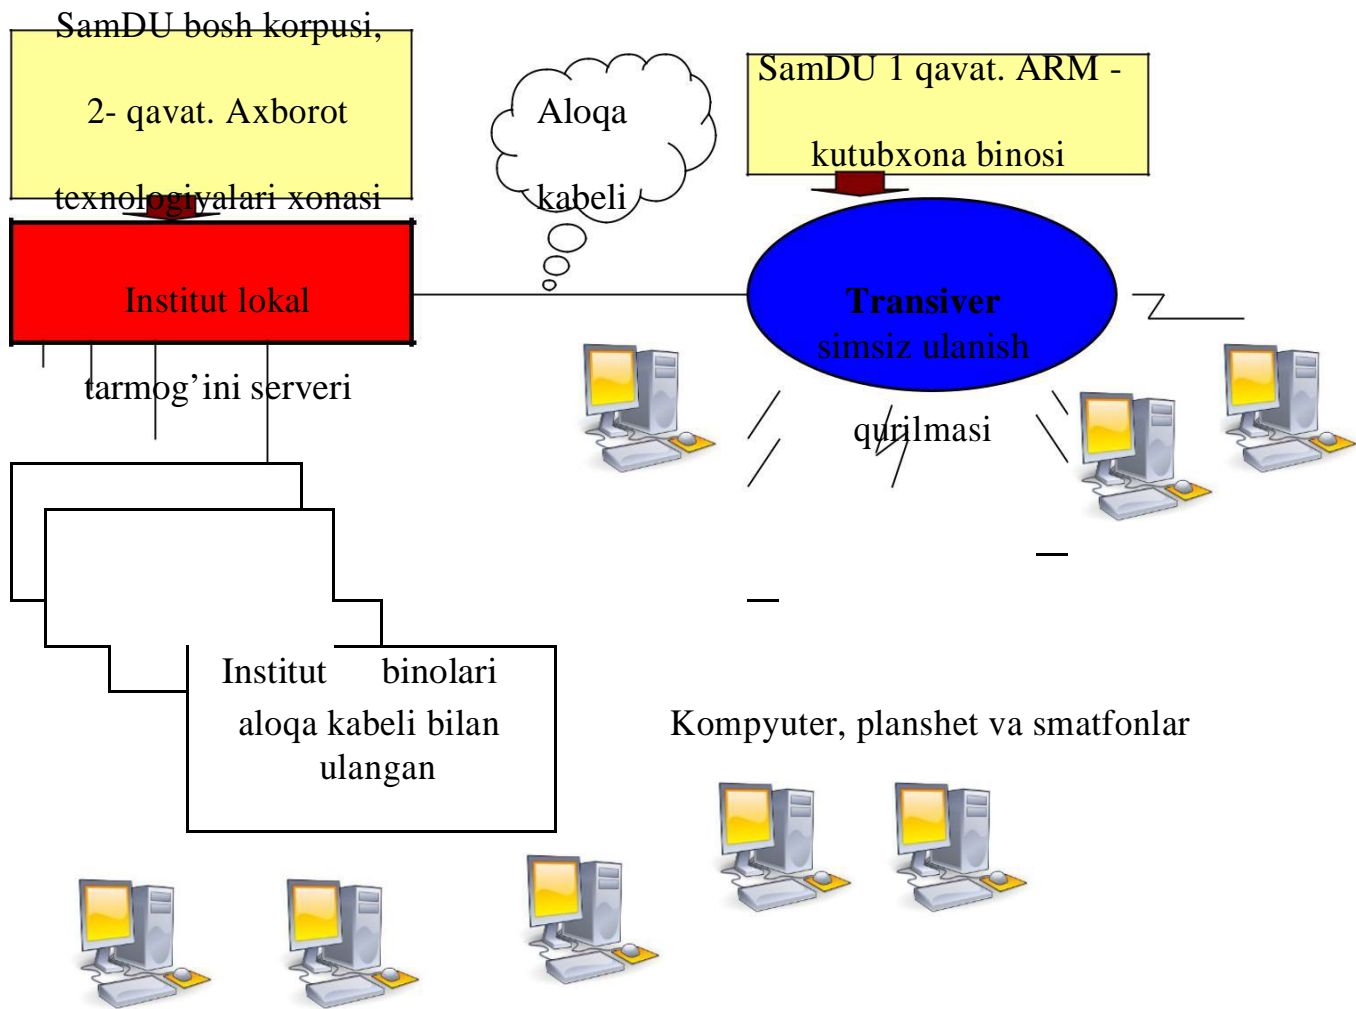 SamDU bosh korpusi,
2- qavat. Axborot
texnologiyalari xonasi
Aloqa
kabeli
SamDU 1 qavat. ARM -
kutubxona binosi
Institut lokal
tarmog’ini serveri
Transiver
simsiz ulanish
qurilmasi
Institut binolari
aloqa kabeli bilan
ulangan
Kompyuter, planshet va smatfonlar